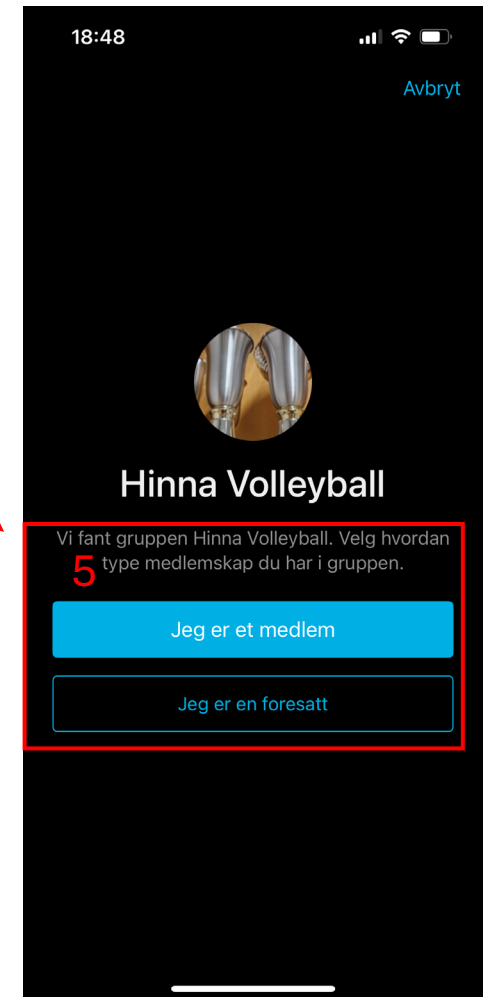 18:48
Avbryt
Hinna Volleyball
Vi fant gruppen Hinna Volleyball. Velg hvordan
type medlemskap du har i gruppen.
5
Jeg er et medlem
Jeg er en foresatt